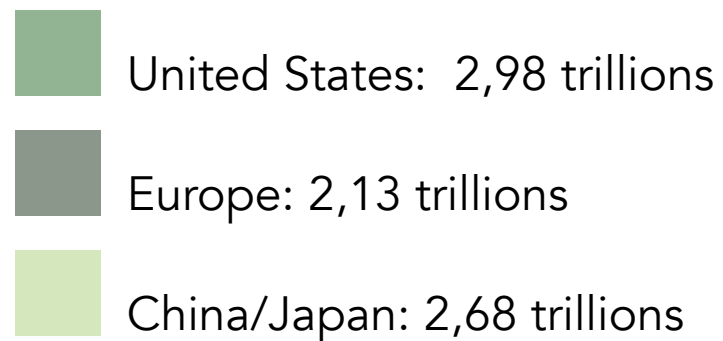 United States: 2,98 trillions
Europe: 2,13 trillions
China/Japan: 2,68 trillions